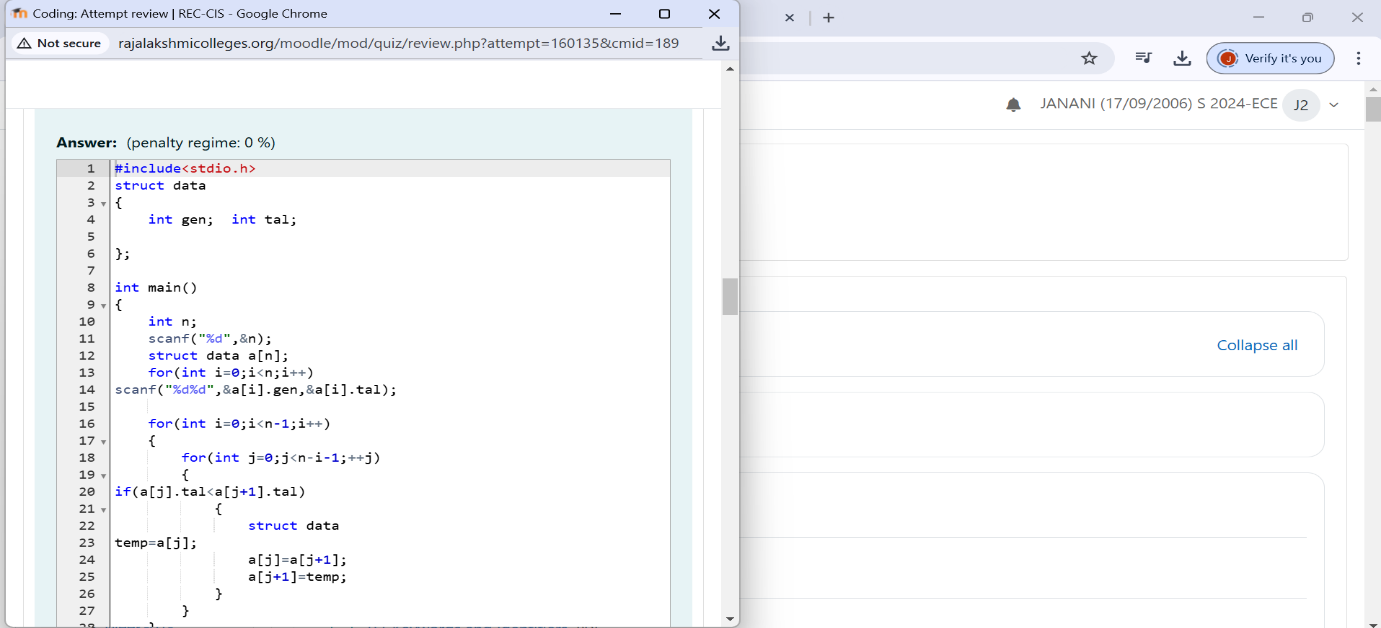 Coding: Attempt review | REC-CIS - Google Chrome
Not secure rajalakshmicolleges.org/moodle/mod/quiz/review.php?attempt=160135&cmid=189
Verify it's you
JANANI (17/09/2006) S 2024-ECE J2
Collapse all
Answer: (penalty regime: 0 %)
1 #include<stdio.h>
2 struct data
3 {
4 int gen; int tal;
5
6 };
7
8 int main()
9 {
10 int n;
11 scanf("%d",&n);
12 struct data a[n];
13 for(int i=0;i<n;i++)
14 scanf("%d%d",&a[i].gen,&a[i].tal);
15
16 for(int i=0;i<n-1;i++)
17 {
18 for(int j=0;j<n-i-1;++j)
19 {
20 if(a[j].tal<a[j+1].tal)
21 {
22 struct data
23 temp=a[j];
24 a[j]=a[j+1];
25 a[j+1]=temp;
26 }
27 }